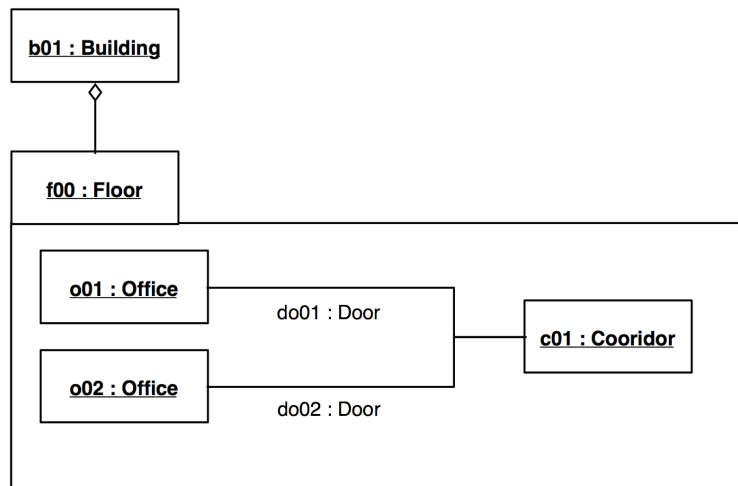 b01 : Building
f00 : Floor
o01 : Office
do01 : Door
c01 : Cooridor
o02 : Office
do02 : Door